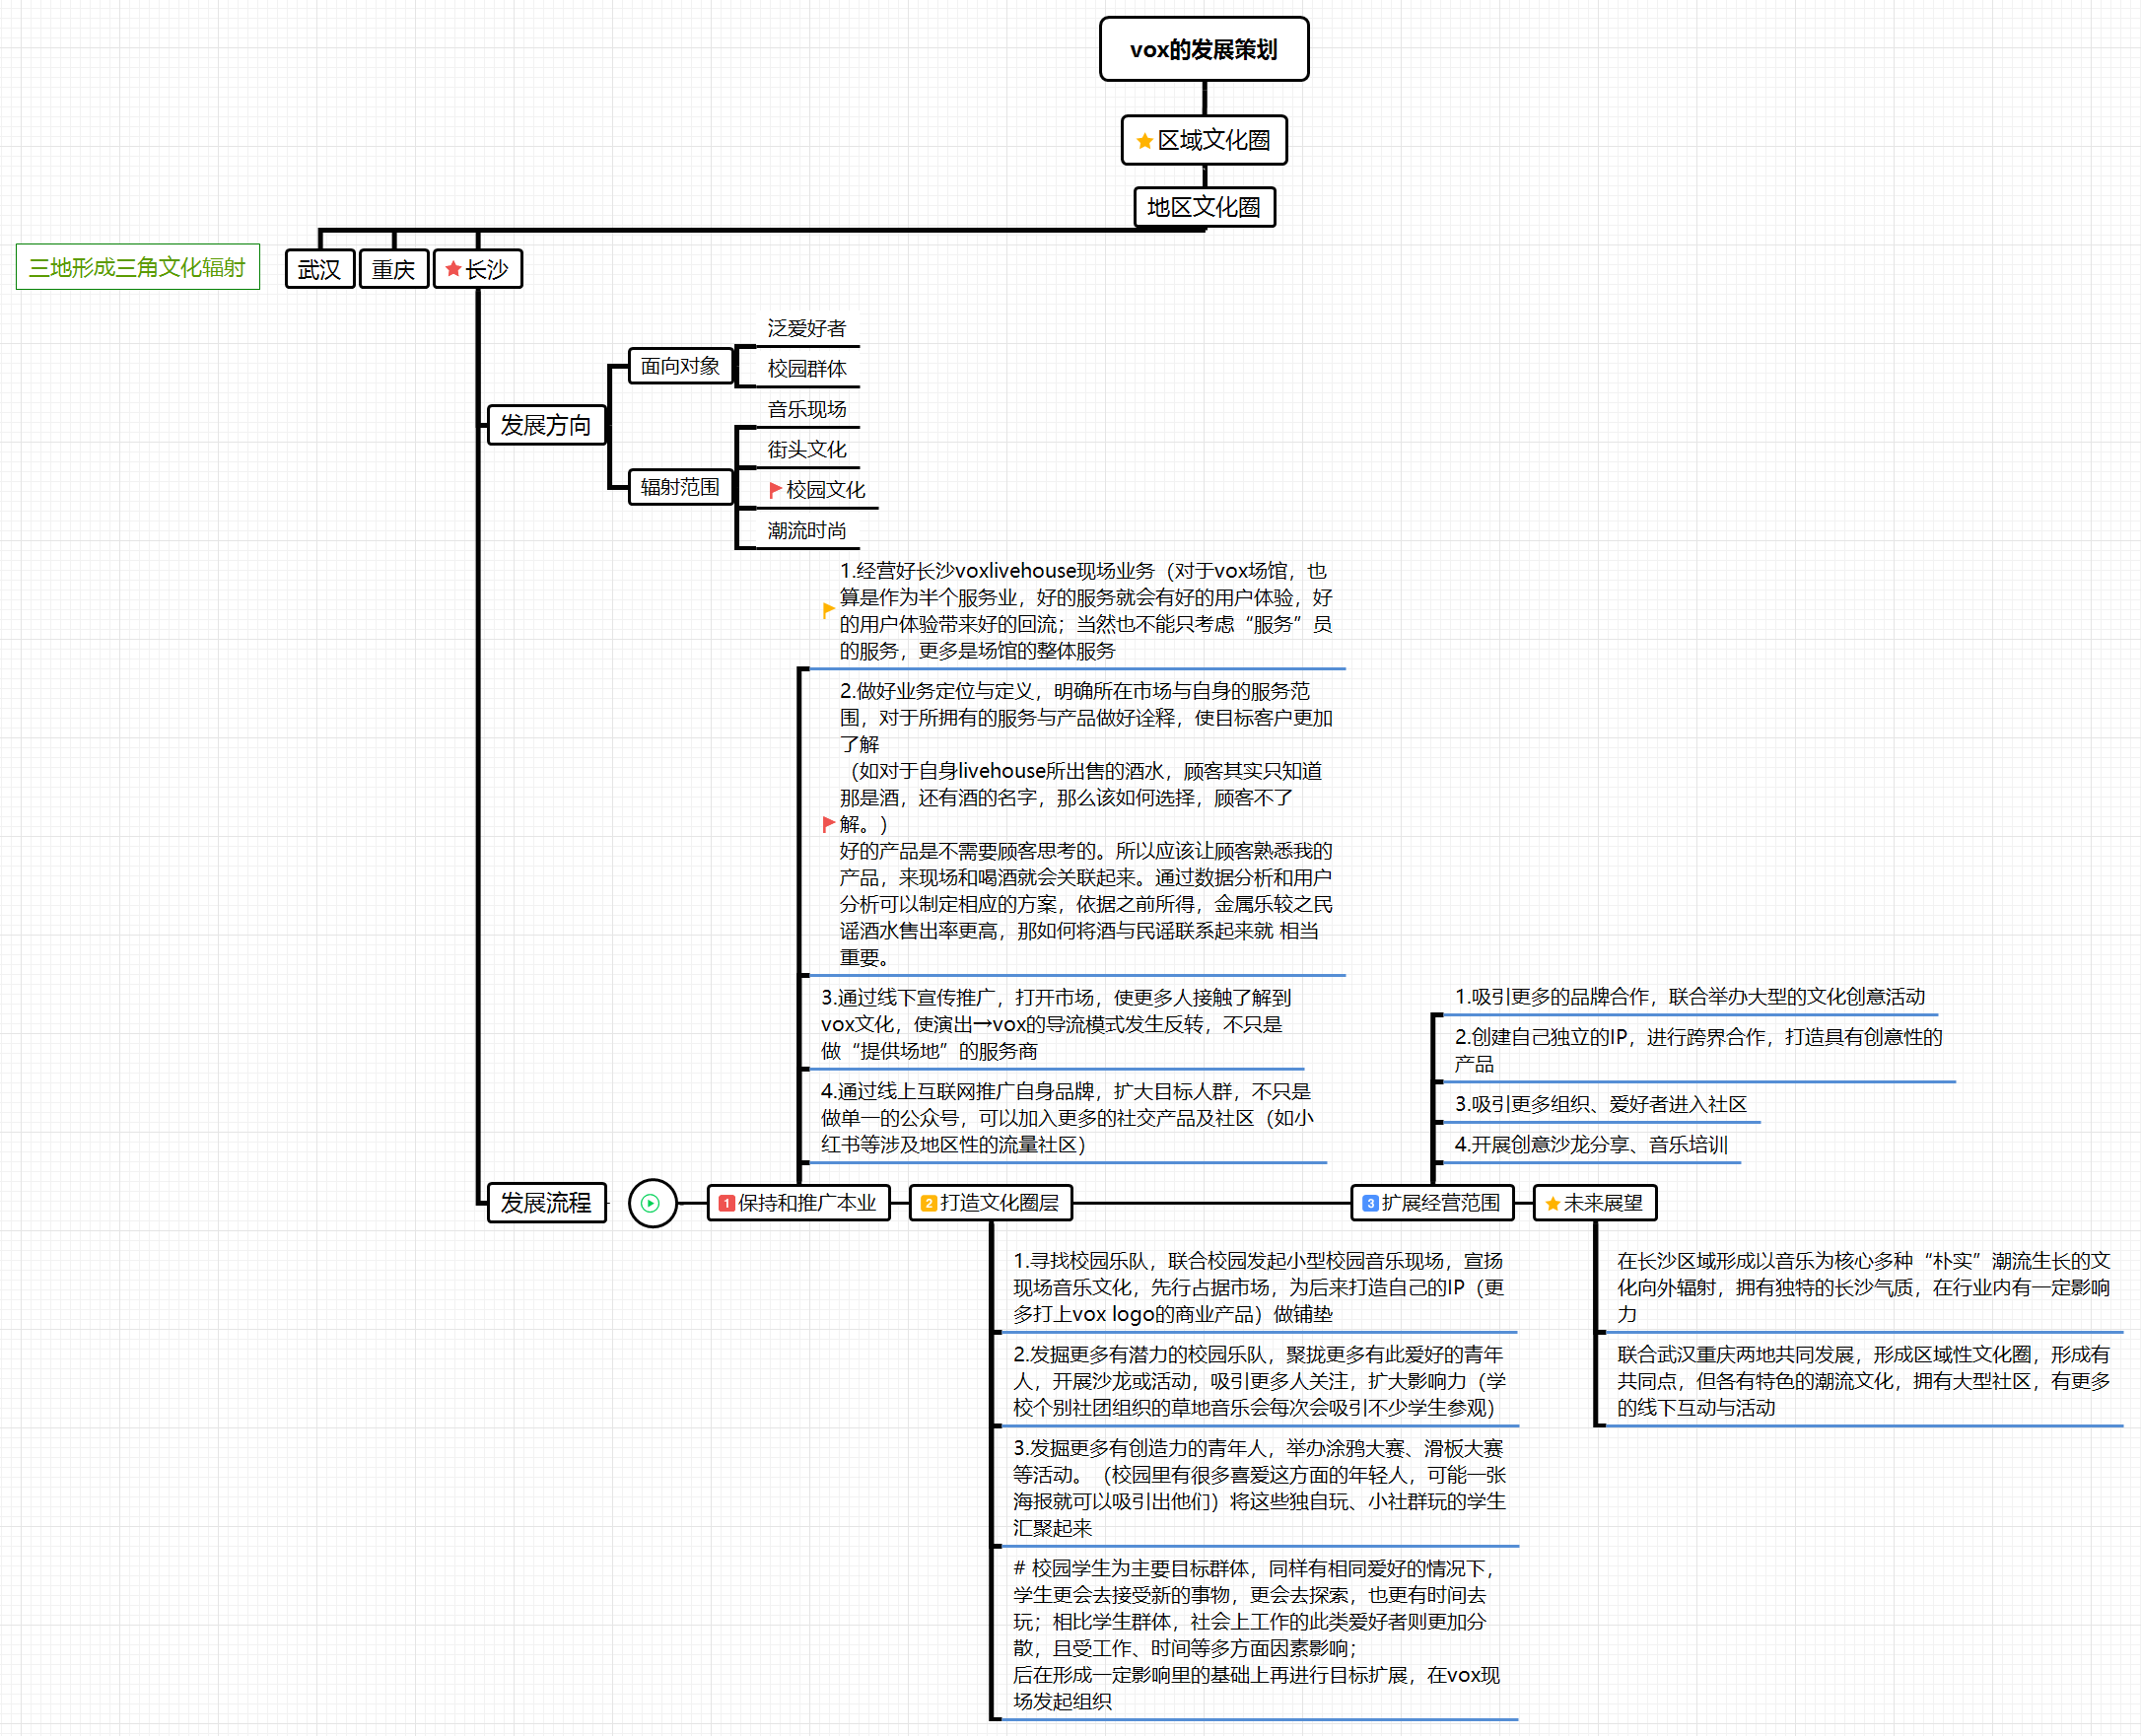 vox的发展策划
区域文化圈
地区文化圈
三地形成三角文化辐射
武汉
重庆
长沙
发展方向
面向对象
泛爱好者
校园群体
辐射范围
音乐现场
街头文化
校园文化
潮流时尚
发展流程
1 保持和推广本业
1.经营好长沙voxlivehouse现场业务（对于vox场馆，也
算是作为半个服务业，好的服务就会有好的用户体验，好
的用户体验带来好的回流；当然也不能只考虑“服务”员
的服务，更多是场馆的整体服务
2.做好业务定位与定义，明确所在市场与自身的服务范
围，对于所拥有的服务与产品做好诠释，使目标客户更加
了解
（如对于自身livehouse所出售的酒水，顾客其实只知道
那是酒，还有酒的名字，那么该如何选择，顾客不了
解。）
好的产品是不需要顾客思考的。所以应该让顾客熟悉我的
产品，来现场和喝酒就会关联起来。通过数据分析和用户
分析可以制定相应的方案，依据之前所得，金属乐较之民
谣酒水售出率更高，那如何将酒与民谣联系起来就 相当
重要。
3.通过线下宣传推广，打开市场，使更多人接触了解到
vox文化，使演出→vox的导流模式发生反转，不只是
做“提供场地”的服务商
4.通过线上互联网推广自身品牌，扩大目标人群，不只是
做单一的公众号，可以加入更多的社交产品及社区（如小
红书等涉及地区性的流量社区）
2 打造文化圈层
1.寻找校园乐队，联合校园发起小型校园音乐现场，宣扬
现场音乐文化，先行占据市场，为后来打造自己的IP（更
多打上vox logo的商业产品）做铺垫
2.发掘更多有潜力的校园乐队，聚拢更多有此爱好的青年
人，开展沙龙或活动，吸引更多人关注，扩大影响力（学
校个别社团组织的草地音乐会每次会吸引不少学生参观）
3.发掘更多有创造力的青年人，举办涂鸦大赛、滑板大赛
等活动。（校园里有很多喜爱这方面的年轻人，可能一张
海报就可以吸引出他们）将这些独自玩、小社群玩的学生
汇聚起来
# 校园学生为主要目标群体，同样有相同爱好的情况下，
学生更会去接受新的事物，更会去探索，也更有时间去
玩；相比学生群体，社会上工作的此类爱好者则更加分
散，且受工作、时间等多方面因素影响；
后在形成一定影响里的基础上再进行目标扩展，在vox现
场发起组织
3 扩展经营范围
1.吸引更多的品牌合作，联合举办大型的文化创意活动
2.创建自己独立的IP，进行跨界合作，打造具有创意性的
产品
3.吸引更多组织、爱好者进入社区
4.开展创意沙龙分享、音乐培训
未来展望
在长沙区域形成以音乐为核心多种“朴实”潮流生长的文
化向外辐射，拥有独特的长沙气质，在行业内有一定影响
力
联合武汉重庆两地共同发展，形成区域性文化圈，形成有
共同点，但各有特色的潮流文化，拥有大型社区，有更多
的线下互动与活动